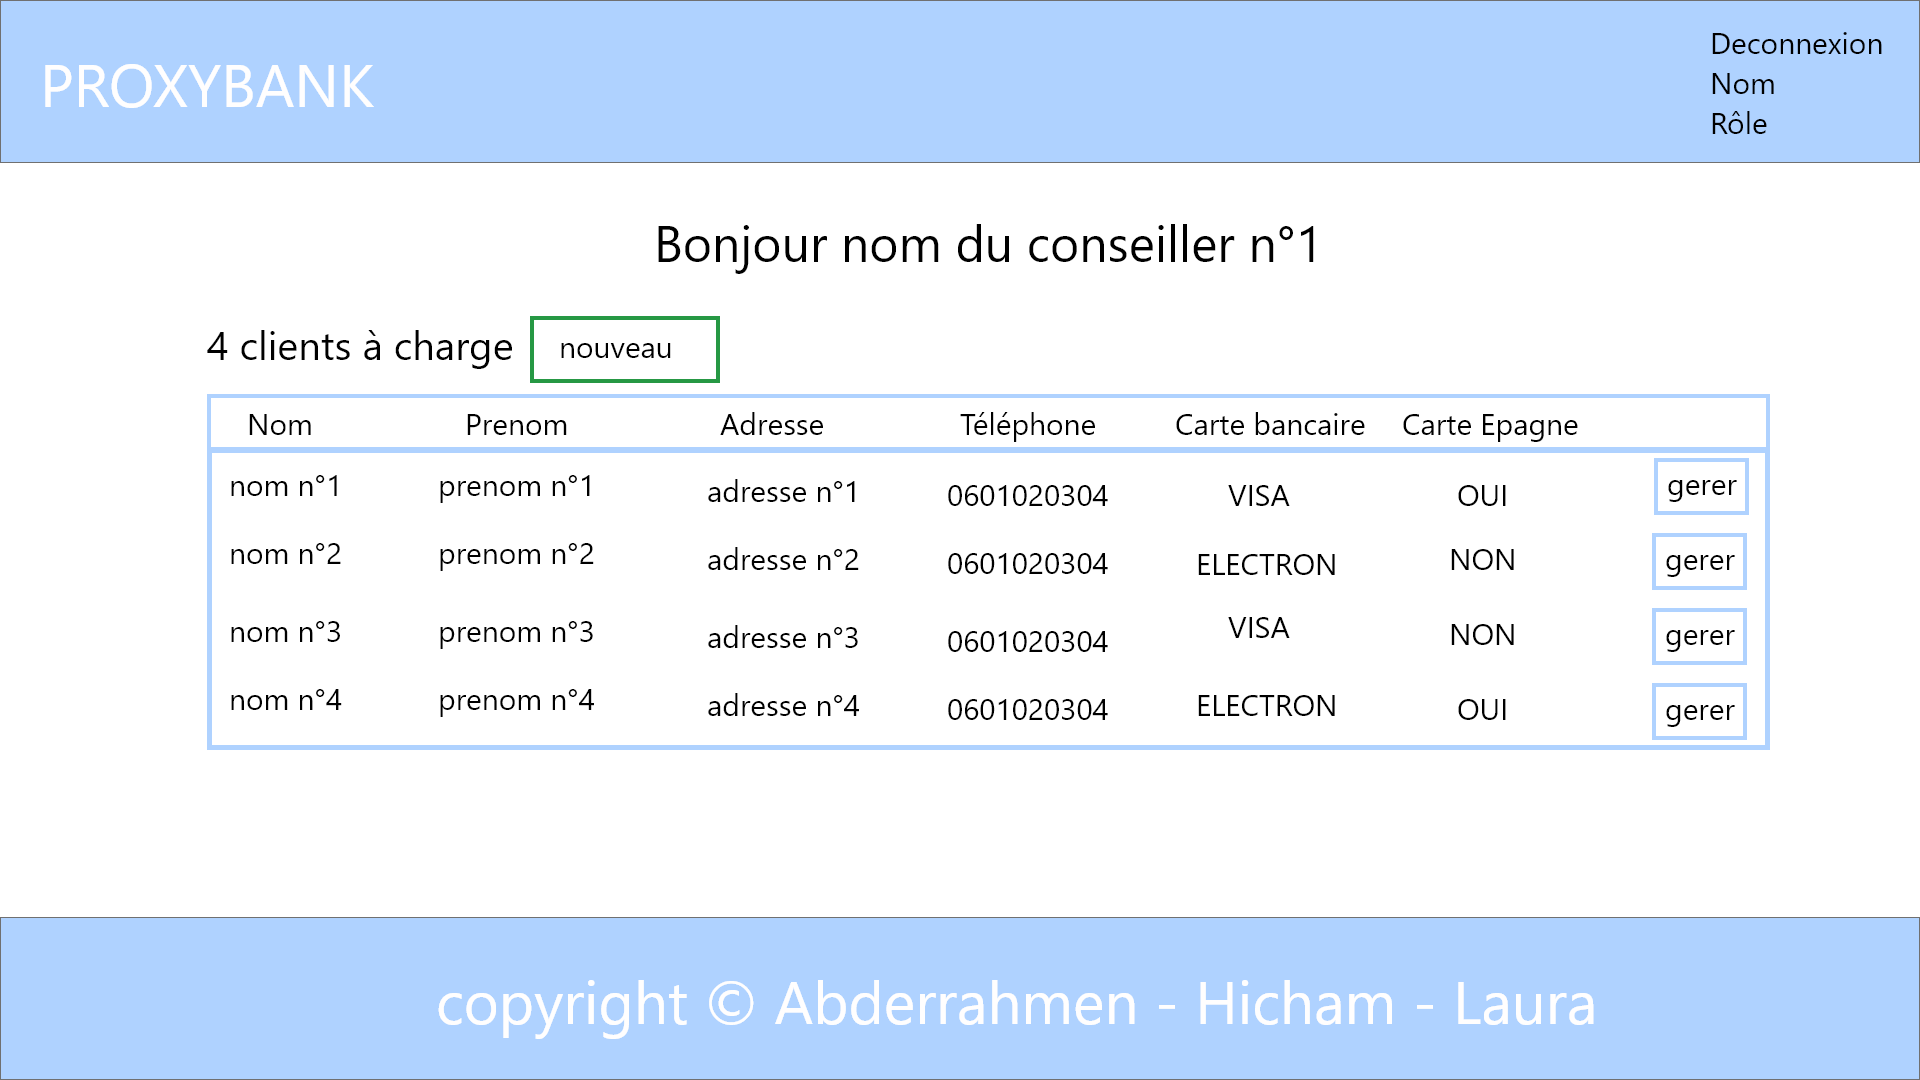 PROXYBANK
Deconnexion
Nom
Rôle
Bonjour nom du conseiller n°1
4 clients à charge nouveau
Nom Prenom Adresse Téléphone Carte bancaire Carte Epagne
nom n°1 prenom n°1 adresse n°1 0601020304 VISA OUI gerer
nom n°2 prenom n°2 adresse n°2 0601020304 ELECTRON NON gerer
nom n°3 prenom n°3 adresse n°3 0601020304 VISA NON gerer
nom n°4 prenom n°4 adresse n°4 0601020304 ELECTRON OUI gerer
copyright © Abderrahmen - Hicham - Laura